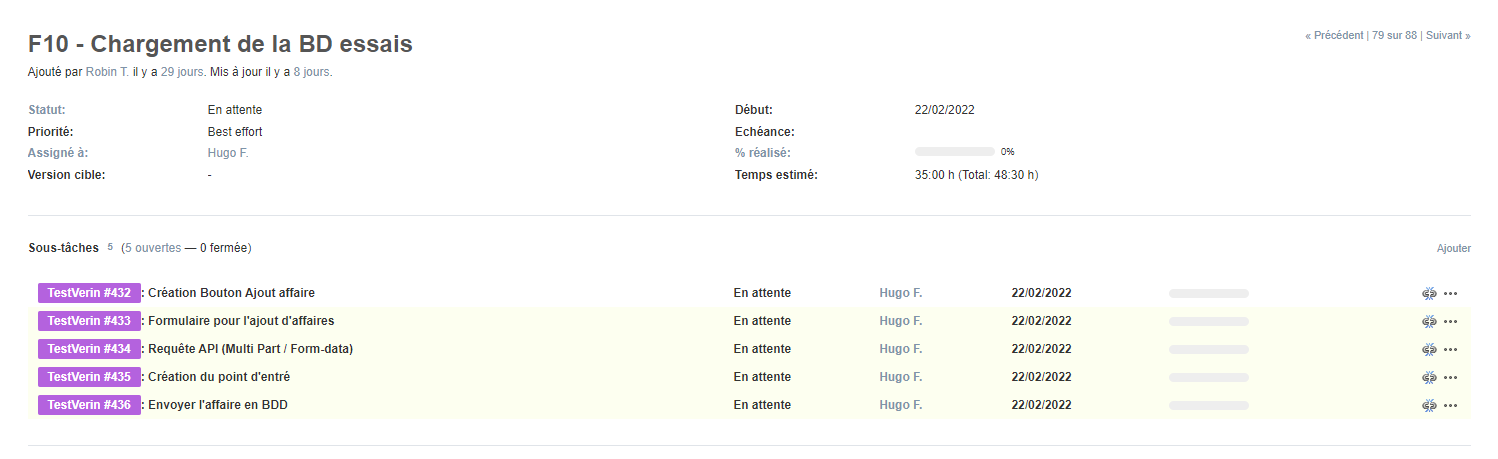 F10 - Chargement de la BD essais
« Précédent | 79 sur 88 | Suivant »
Ajouté par Robin T. il y a 29 jours. Mis à jour il y a 8 jours.
Statut: En attente Début: 22/02/2022
Priorité: Best effort Echéance:
Assigné à: Hugo F. % réalisé: 0%
Version cible: - Temps estimé: 35:00 h (Total: 48:30 h)
Sous-tâches 5 (5 ouvertes — 0 fermée) Ajouter
TestVerin #432 : Création Bouton Ajout affaire En attente Hugo F. 22/02/2022
TestVerin #433 : Formulaire pour l'ajout d'affaires En attente Hugo F. 22/02/2022
TestVerin #434 : Requête API (Multi Part / Form-data) En attente Hugo F. 22/02/2022
TestVerin #435 : Création du point d'entré En attente Hugo F. 22/02/2022
TestVerin #436 : Envoyer l'affaire en BDD En attente Hugo F. 22/02/2022